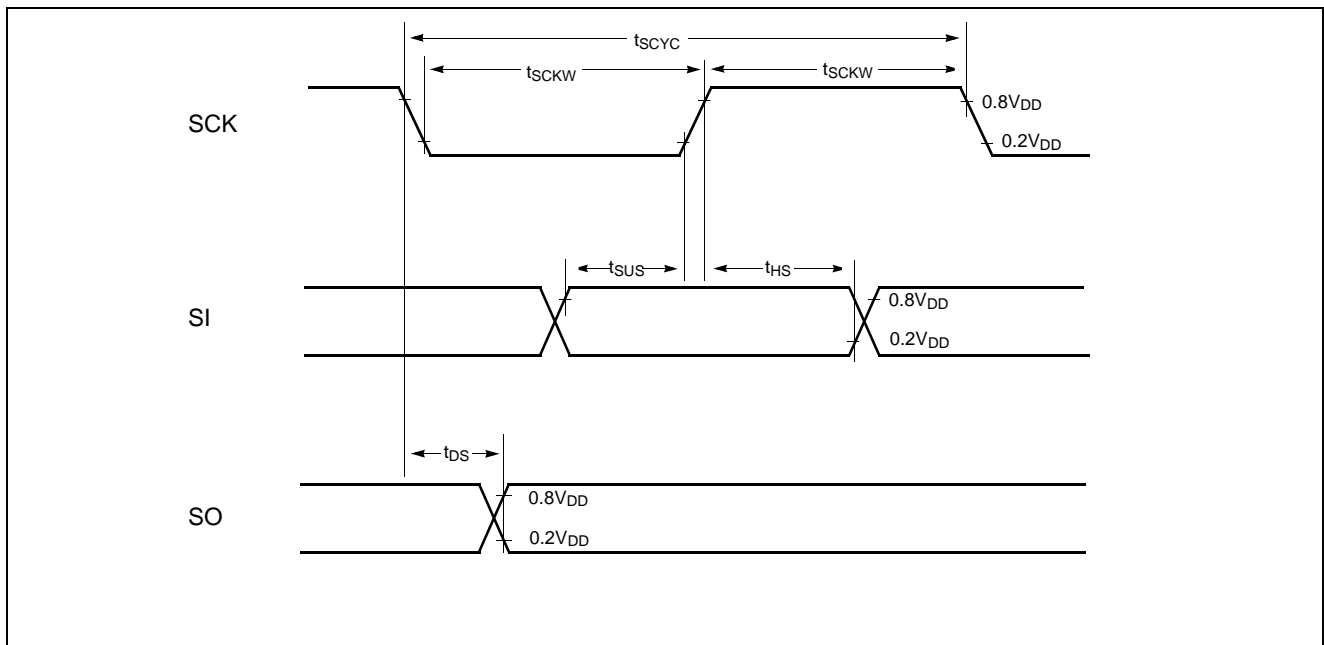 tSCYC
tSCKW
tSCKW
SCK
0.8VDD
0.2VDD
tSUS
tHS
SI
0.8VDD
0.2VDD
tDS
SO
0.8VDD
0.2VDD